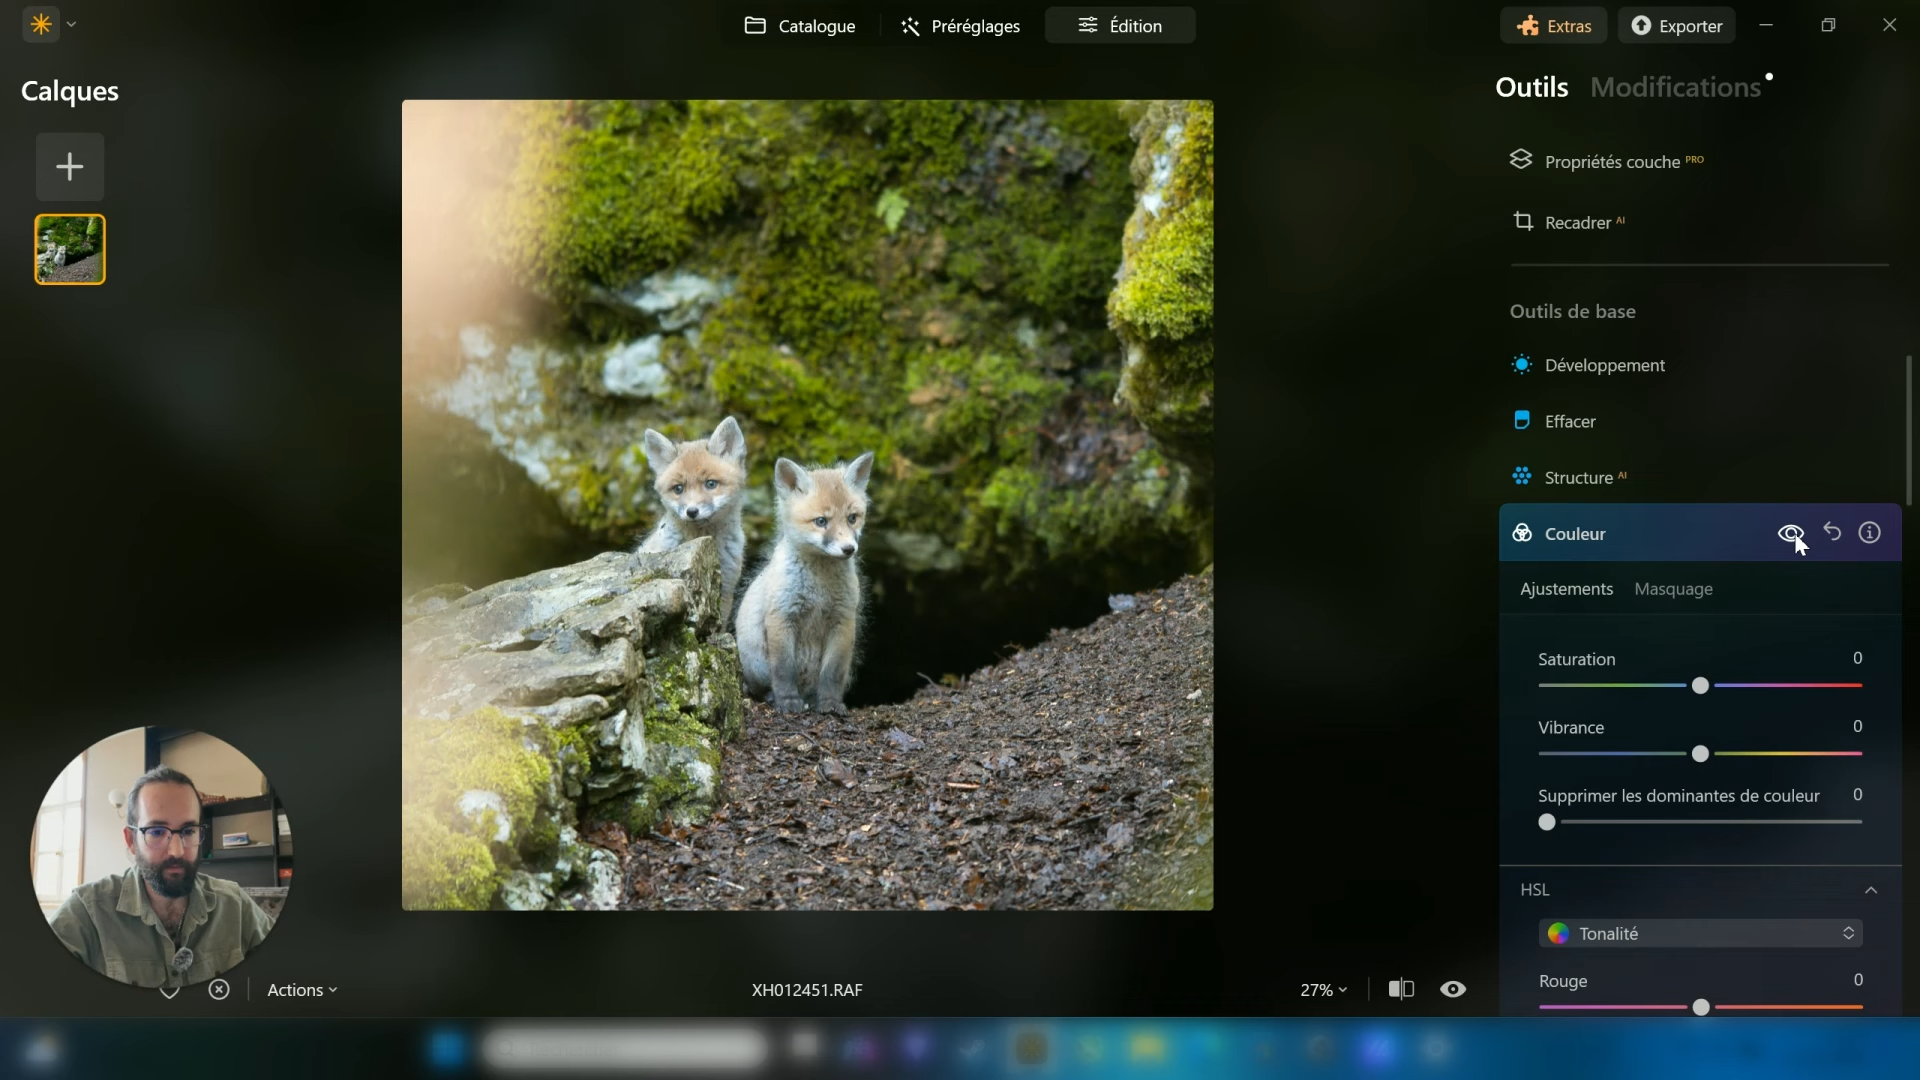 Catalogue
Préréglages
Édition
Extras
Exporter
Calques
Outils Modifications
Propriétés couche PRO
Recadrer AI
Outils de base
Développement
Effacer
Structure AI
Couleur
Ajustements Masquage
Saturation 0
Vibrance 0
Supprimer les dominantes de couleur 0
HSL
Tonalité
Rouge 0
Actions
XH012451.RAF
27%